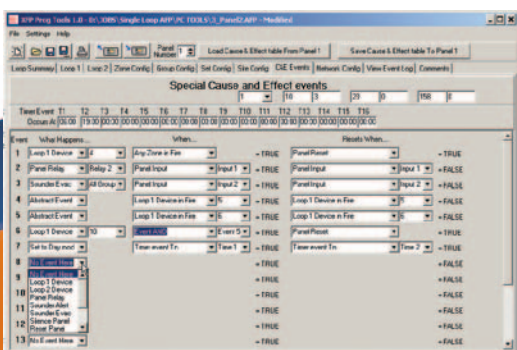 XFP Prog Tools 1.0 - D:\JOBS\Single Loop AFP\PC TOOLS\3_Panel2.AFP - Modified
File Settings Help
Panel Number 1 Load Cause & Effect table From Panel 1 Save Cause & Effect table To Panel 1
Loop Summary Loop 1 Loop 2 Zone Config Group Config Set Config Site Config C&E Events Network Config View Event Log Comments
Special Cause and Effect events
1 10 3 23 0 158 0
Timer Event T1 T2 T3 T4 T5 T6 T7 T8 T9 T10 T11 T12 T13 T14 T15 T16
Occurs At 06:00 19:30 00:00 00:00 00:00 00:00 00:00 00:00 00:00 00:00 00:00 00:00 00:00 00:00 00:00
Event What Happens... When... Resets When...
1 Loop 1 Device 4 Any Zone in Fire = TRUE Panel Reset = TRUE
2 Panel Relay Relay 2 Panel Input Input 1 = TRUE Panel Input Input 1 = FALSE
3 Sounder Evac All Group Panel Input Input 2 = TRUE Panel Input Input 2 = FALSE
4 Abstract Event Loop 1 Device in Fire 5 = TRUE Loop 1 Device in Fire 5 = FALSE
5 Abstract Event Loop 1 Device in Fire 6 = TRUE Loop 1 Device in Fire 6 = FALSE
6 Loop 1 Device 10 Event AND Event 5 = TRUE Panel Reset = TRUE
7 Set to Day mod Timer event Tn Time 1 = TRUE Timer event Tn Time 2 = TRUE
8 No Event Here = TRUE = FALSE
No Event Here
9 Loop 1 Device = TRUE = FALSE
Loop 2 Device
10 Panel Relay = TRUE = FALSE
Sounder Alert
11 Sounder Evac = TRUE = FALSE
Silence Panel
12 Reset Panel = TRUE = FALSE
13 No Event Here = TRUE = FALSE